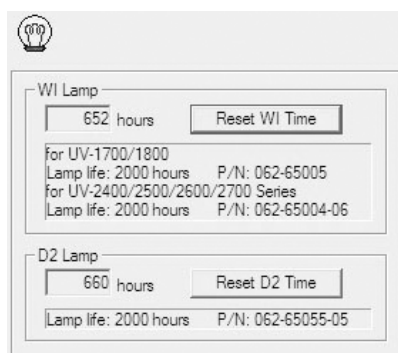 WI Lamp
652 hours Reset WI Time
for UV-1700/1800
Lamp life: 2000 hours P/N: 062-65005
for UV-2400/2500/2600/2700 Series
Lamp life: 2000 hours P/N: 062-65004-06
D2 Lamp
660 hours Reset D2 Time
Lamp life: 2000 hours P/N: 062-65055-05